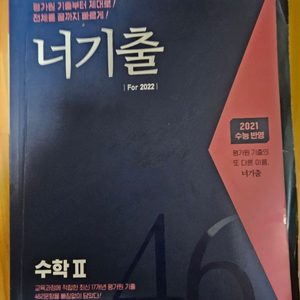 평가원 기출부터 제대로!
전체를 끝까지 빠르게!
너기출
For 2022
2021
수능 반영
평가원 기출의
또 다른 이름,
너기출
46
수학 II
교육과정에 적합한 최신 17개년 평가원 기출
462문항을 빠짐없이 담았다!